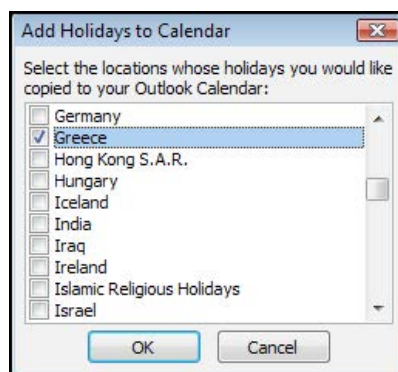 Add Holidays to Calendar
Select the locations whose holidays you would like
copied to your Outlook Calendar:
Germany
Greece
Hong Kong S.A.R.
Hungary
Iceland
India
Iraq
Ireland
Islamic Religious Holidays
Israel
OK Cancel